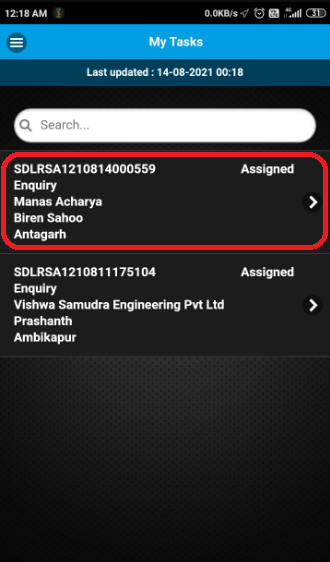 12:18 AM 0.0KB/s 31
My Tasks
Last updated : 14-08-2021 00:18
Search...
SDLRSA1210814000559 Assigned
Enquiry
Manas Acharya
Biren Sahoo
Antagarh
SDLRSA1210811175104 Assigned
Enquiry
Vishwa Samudra Engineering Pvt Ltd
Prashanth
Ambikapur